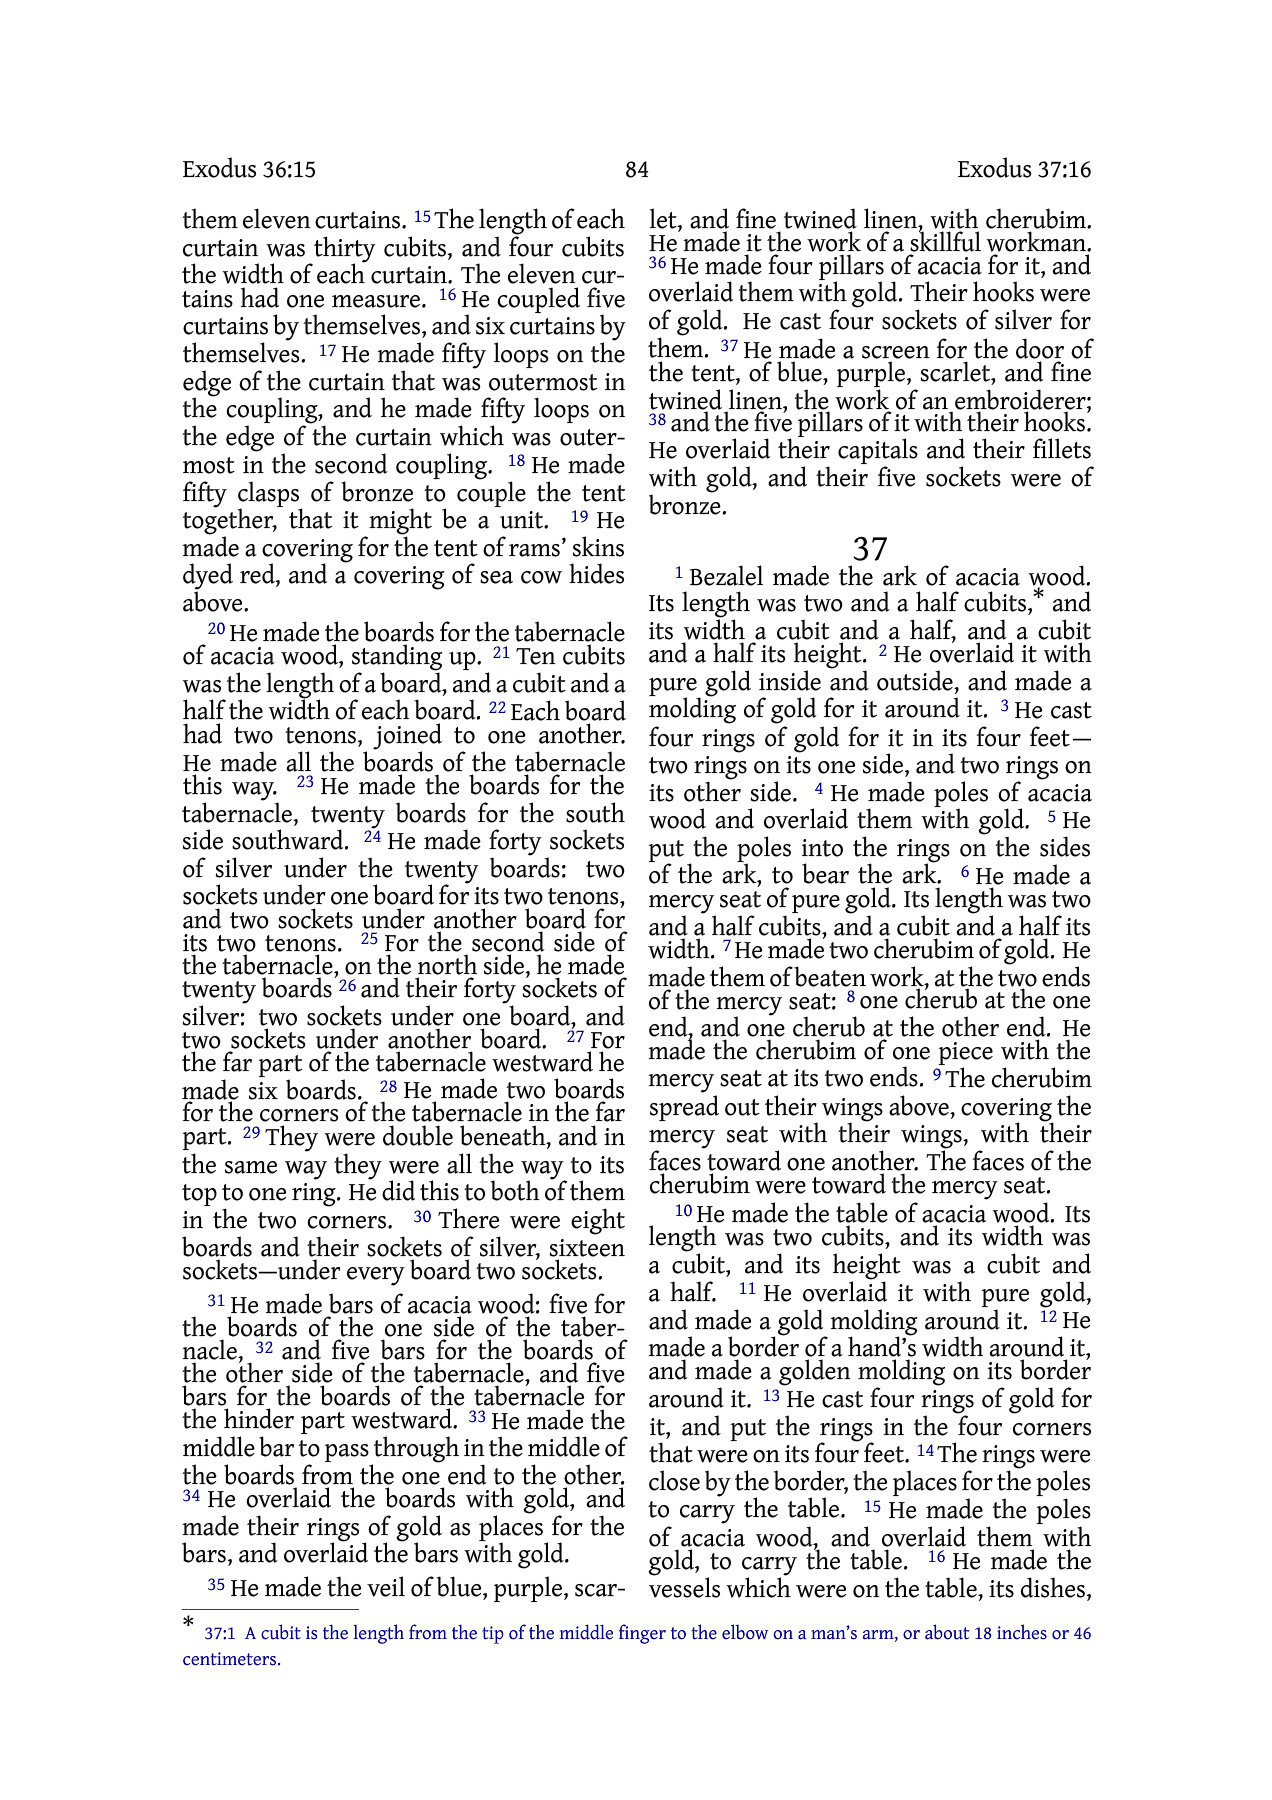 Exodus 36:15 84 Exodus 37:16
them eleven curtains. 15 The length of each
curtain was thirty cubits, and four cubits
the width of each curtain. The eleven cur-
tains had one measure. 16 He coupled five
curtains by themselves, and six curtains by
themselves. 17 He made fifty loops on the
edge of the curtain that was outermost in
the coupling, and he made fifty loops on
the edge of the curtain which was outer-
most in the second coupling. 18 He made
fifty clasps of bronze to couple the tent
together, that it might be a unit. 19 He
made a covering for the tent of rams’ skins
dyed red, and a covering of sea cow hides
above.
20 He made the boards for the tabernacle
of acacia wood, standing up. 21 Ten cubits
was the length of a board, and a cubit and a
half the width of each board. 22 Each board
had two tenons, joined to one another.
He made all the boards of the tabernacle
this way. 23 He made the boards for the
tabernacle, twenty boards for the south
side southward. 24 He made forty sockets
of silver under the twenty boards: two
sockets under one board for its two tenons,
and two sockets under another board for
its two tenons. 25 For the second side of
the tabernacle, on the north side, he made
twenty boards 26 and their forty sockets of
silver: two sockets under one board, and
two sockets under another board. 27 For
the far part of the tabernacle westward he
made six boards. 28 He made two boards
for the corners of the tabernacle in the far
part. 29 They were double beneath, and in
the same way they were all the way to its
top to one ring. He did this to both of them
in the two corners. 30 There were eight
boards and their sockets of silver, sixteen
sockets—under every board two sockets.
31 He made bars of acacia wood: five for
the boards of the one side of the taber-
nacle, 32 and five bars for the boards of
the other side of the tabernacle, and five
bars for the boards of the tabernacle for
the hinder part westward. 33 He made the
middle bar to pass through in the middle of
the boards from the one end to the other.
34 He overlaid the boards with gold, and
made their rings of gold as places for the
bars, and overlaid the bars with gold.
35 He made the veil of blue, purple, scar-
let, and fine twined linen, with cherubim.
He made it the work of a skillful workman.
36 He made four pillars of acacia for it, and
overlaid them with gold. Their hooks were
of gold. He cast four sockets of silver for
them. 37 He made a screen for the door of
the tent, of blue, purple, scarlet, and fine
twined linen, the work of an embroiderer;
38 and the five pillars of it with their hooks.
He overlaid their capitals and their fillets
with gold, and their five sockets were of
bronze.
37
1 Bezalel made the ark of acacia wood.
Its length was two and a half cubits,* and
its width a cubit and a half, and a cubit
and a half its height. 2 He overlaid it with
pure gold inside and outside, and made a
molding of gold for it around it. 3 He cast
four rings of gold for it in its four feet—
two rings on its one side, and two rings on
its other side. 4 He made poles of acacia
wood and overlaid them with gold. 5 He
put the poles into the rings on the sides
of the ark, to bear the ark. 6 He made a
mercy seat of pure gold. Its length was two
and a half cubits, and a cubit and a half its
width. 7 He made two cherubim of gold. He
made them of beaten work, at the two ends
of the mercy seat: 8 one cherub at the one
end, and one cherub at the other end. He
made the cherubim of one piece with the
mercy seat at its two ends. 9 The cherubim
spread out their wings above, covering the
mercy seat with their wings, with their
faces toward one another. The faces of the
cherubim were toward the mercy seat.
10 He made the table of acacia wood. Its
length was two cubits, and its width was
a cubit, and its height was a cubit and
a half. 11 He overlaid it with pure gold,
and made a gold molding around it. 12 He
made a border of a hand’s width around it,
and made a golden molding on its border
around it. 13 He cast four rings of gold for
it, and put the rings in the four corners
that were on its four feet. 14 The rings were
close by the border, the places for the poles
to carry the table. 15 He made the poles
of acacia wood, and overlaid them with
gold, to carry the table. 16 He made the
vessels which were on the table, its dishes,
* 37:1 A cubit is the length from the tip of the middle finger to the elbow on a man’s arm, or about 18 inches or 46
centimeters.